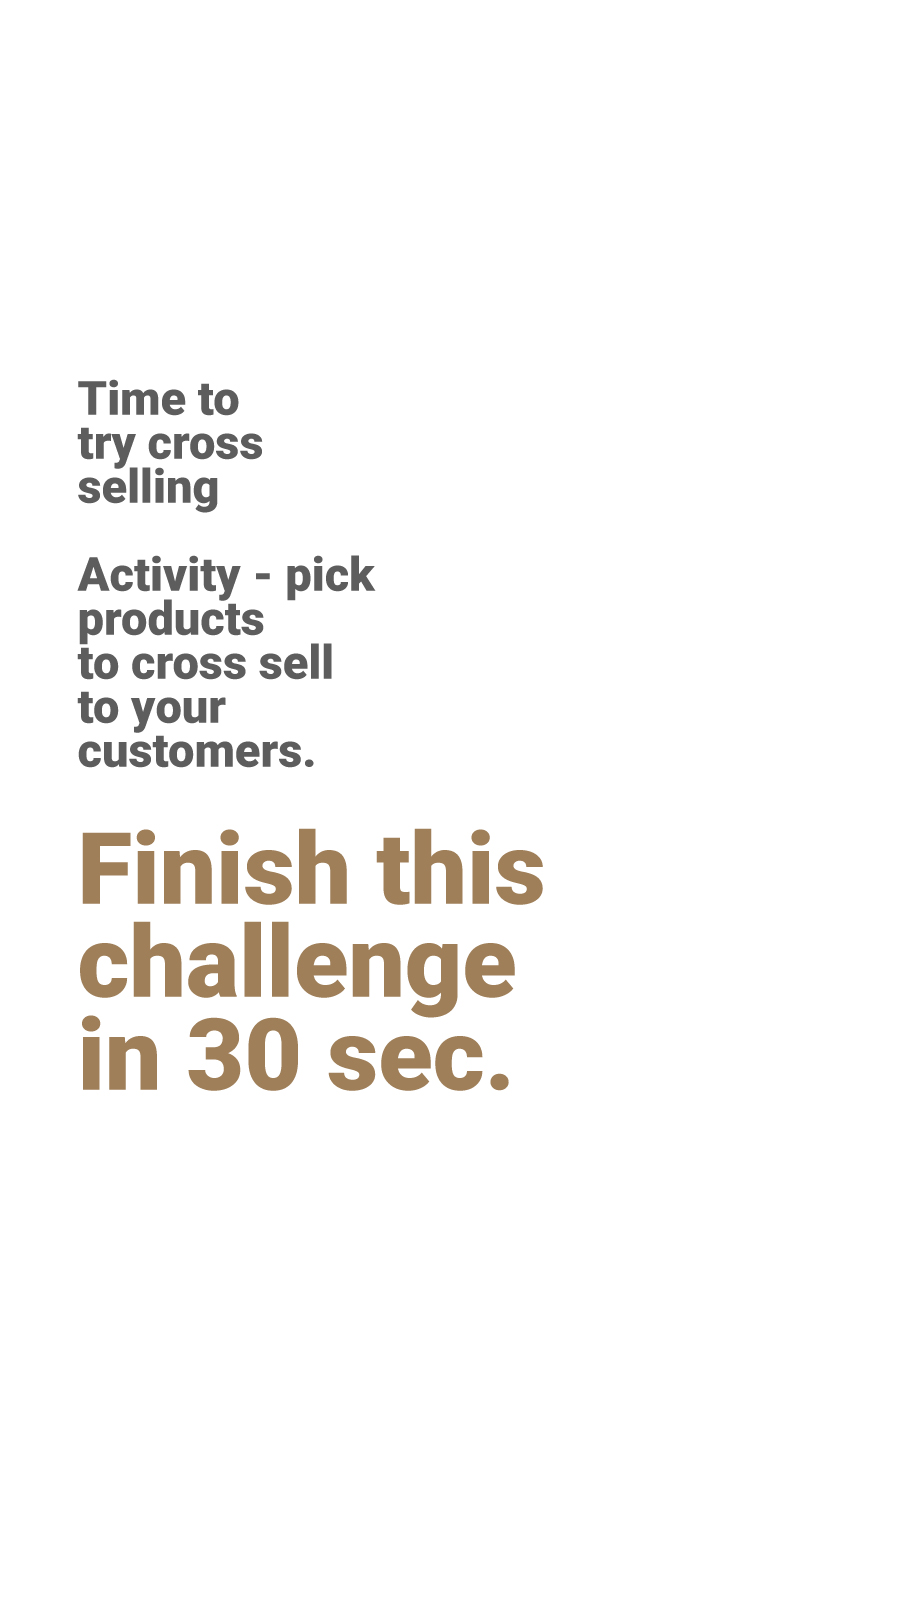 Time to
try cross
selling
Activity - pick
products
to cross sell
to your
customers.
Finish this
challenge
in 30 sec.